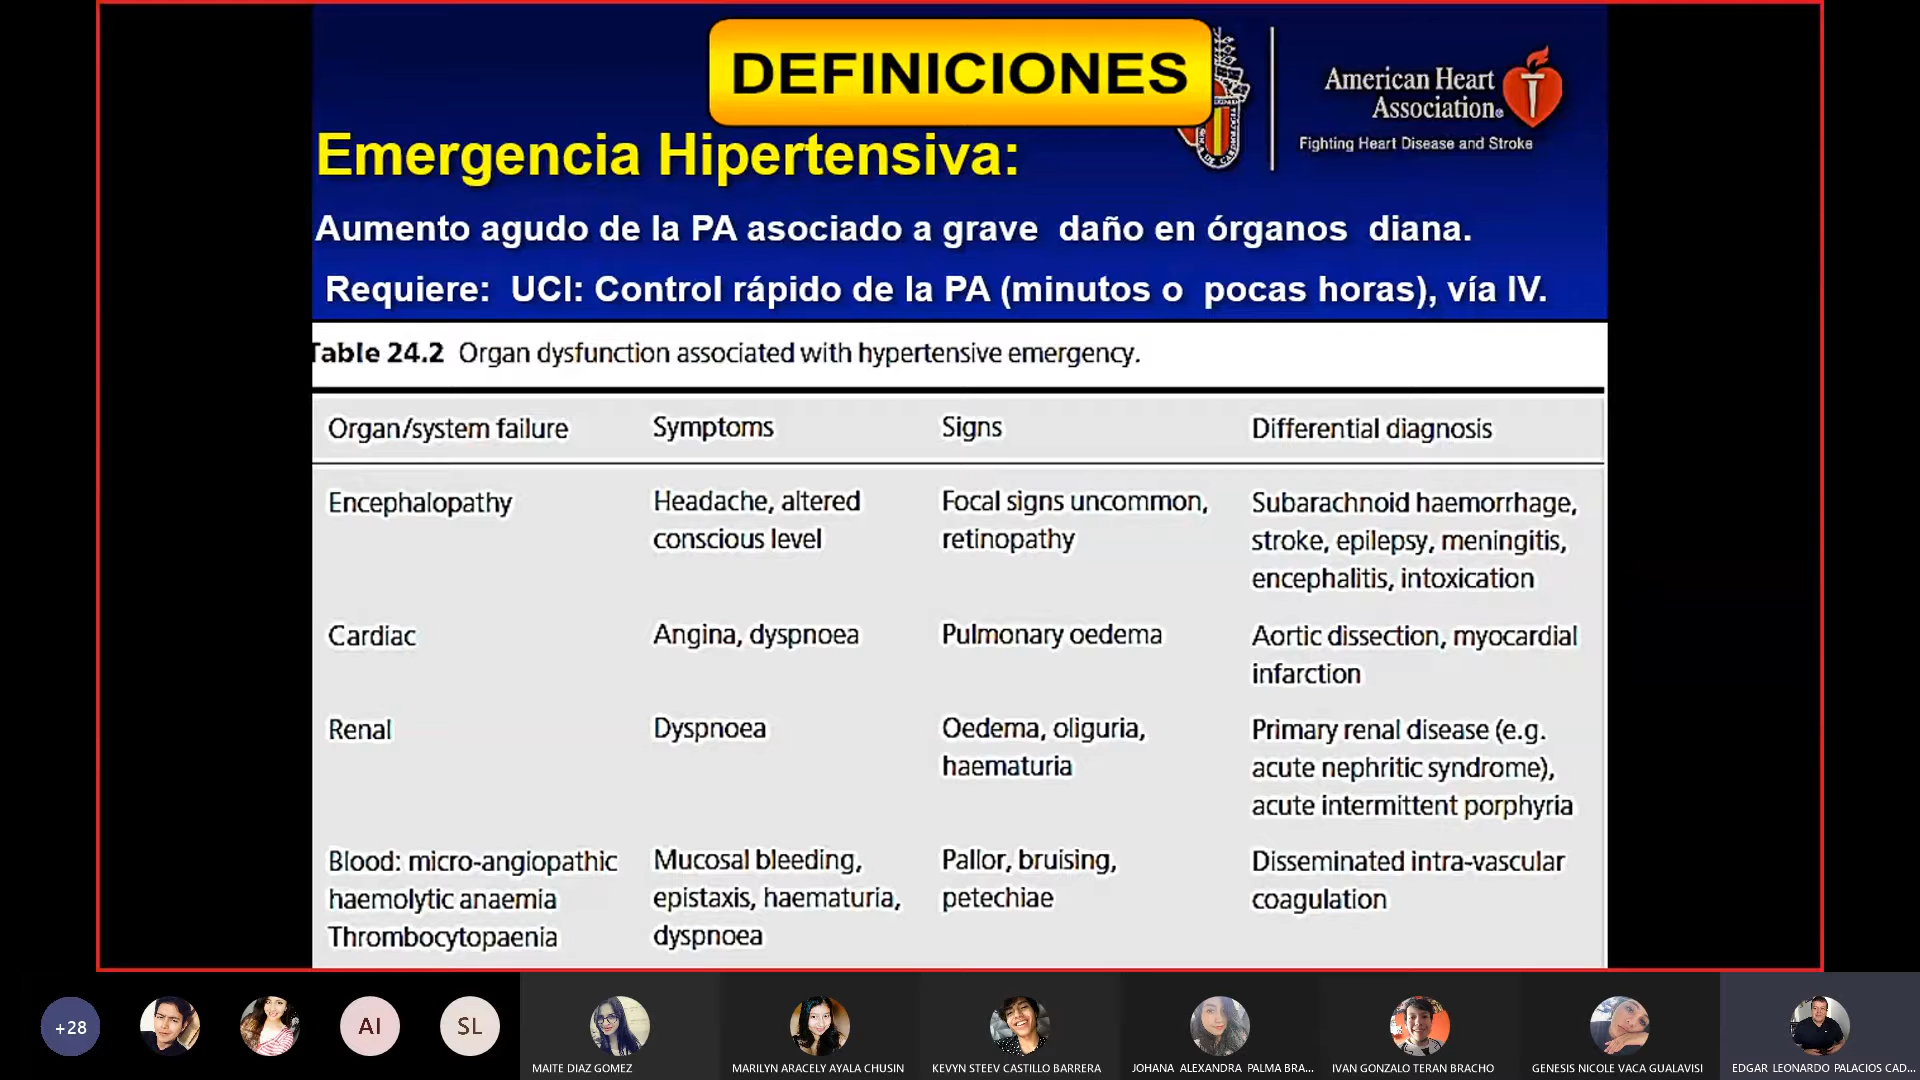 DEFINICIONES
American Heart
Association®
Fighting Heart Disease and Stroke
Emergencia Hipertensiva:
Aumento agudo de la PA asociado a grave daño en órganos diana.
Requiere: UCI: Control rápido de la PA (minutos o pocas horas), vía IV.
Table 24.2 Organ dysfunction associated with hypertensive emergency.
Organ/system failure Symptoms Signs Differential diagnosis
Encephalopathy Headache, altered Focal signs uncommon, Subarachnoid haemorrhage,
conscious level retinopathy stroke, epilepsy, meningitis,
encephalitis, intoxication
Cardiac Angina, dyspnoea Pulmonary oedema Aortic dissection, myocardial
infarction
Renal Dyspnoea Oedema, oliguria, Primary renal disease (e.g.
haematuria acute nephritic syndrome),
acute intermittent porphyria
Blood: micro-angiopathic Mucosal bleeding, Pallor, bruising, Disseminated intra-vascular
haemolytic anaemia epistaxis, haematuria, petechiae coagulation
Thrombocytopaenia dyspnoea
+28 AI SL
MAITE DIAZ GOMEZ MARILYN ARACELY AYALA CHUSIN KEVYN STEEV CASTILLO BARRERA JOHANA ALEXANDRA PALMA BRA... IVAN GONZALO TERAN BRACHO GENESIS NICOLE VACA GUALAVISI EDGAR LEONARDO PALACIOS CAD...